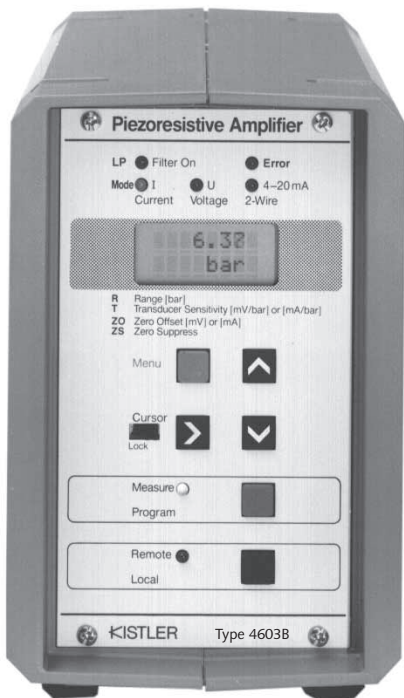 Piezoresistive Amplifier
LP Filter On Error
Mode I U 4–20 mA
Current Voltage 2-Wire
6.30
bar
R Range [bar]
T Transducer Sensitivity [mV/bar] or [mA/bar]
ZO Zero Offset [mV] or [mA]
ZS Zero Suppress
Menu
Cursor
Lock
Measure
Program
Remote
Local
KISTLER Type 4603B